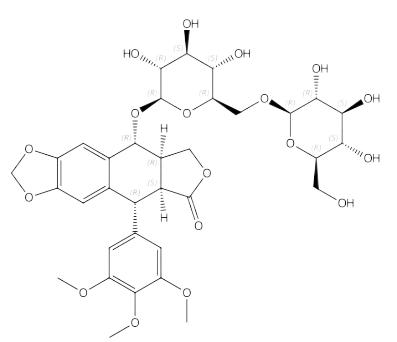 OH
HO (S) OH
(R) (S)
(R) (R) OH
O O O (R) (S) OH
(R) H (R)
O (R) O (S) OH
O (S) O (R)
(R) H O OH
O O
O